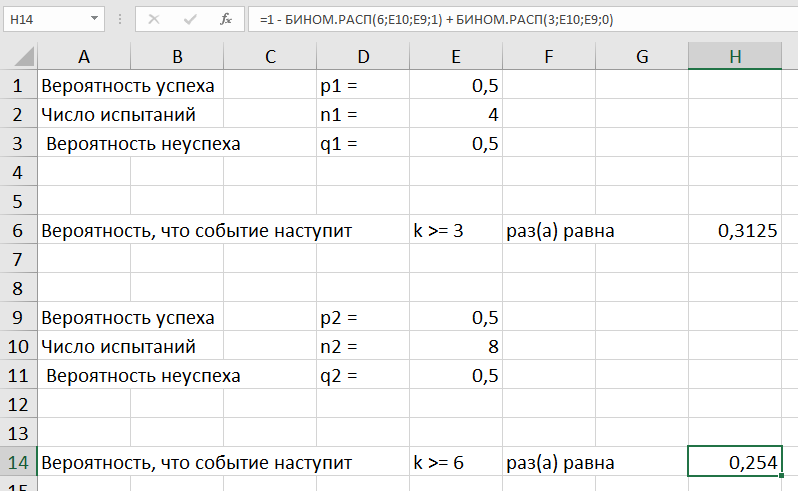 H14 fx =1 - БИНОМ.РАСП(6;E10;E9;1) + БИНОМ.РАСП(3;E10;E9;0)
A B C D E F G H
1 Вероятность успеха p1 = 0,5
2 Число испытаний n1 = 4
3 Вероятность неуспеха q1 = 0,5
4
5
6 Вероятность, что событие наступит k >= 3 раз(а) равна 0,3125
7
8
9 Вероятность успеха p2 = 0,5
10 Число испытаний n2 = 8
11 Вероятность неуспеха q2 = 0,5
12
13
14 Вероятность, что событие наступит k >= 6 раз(а) равна 0,254
15